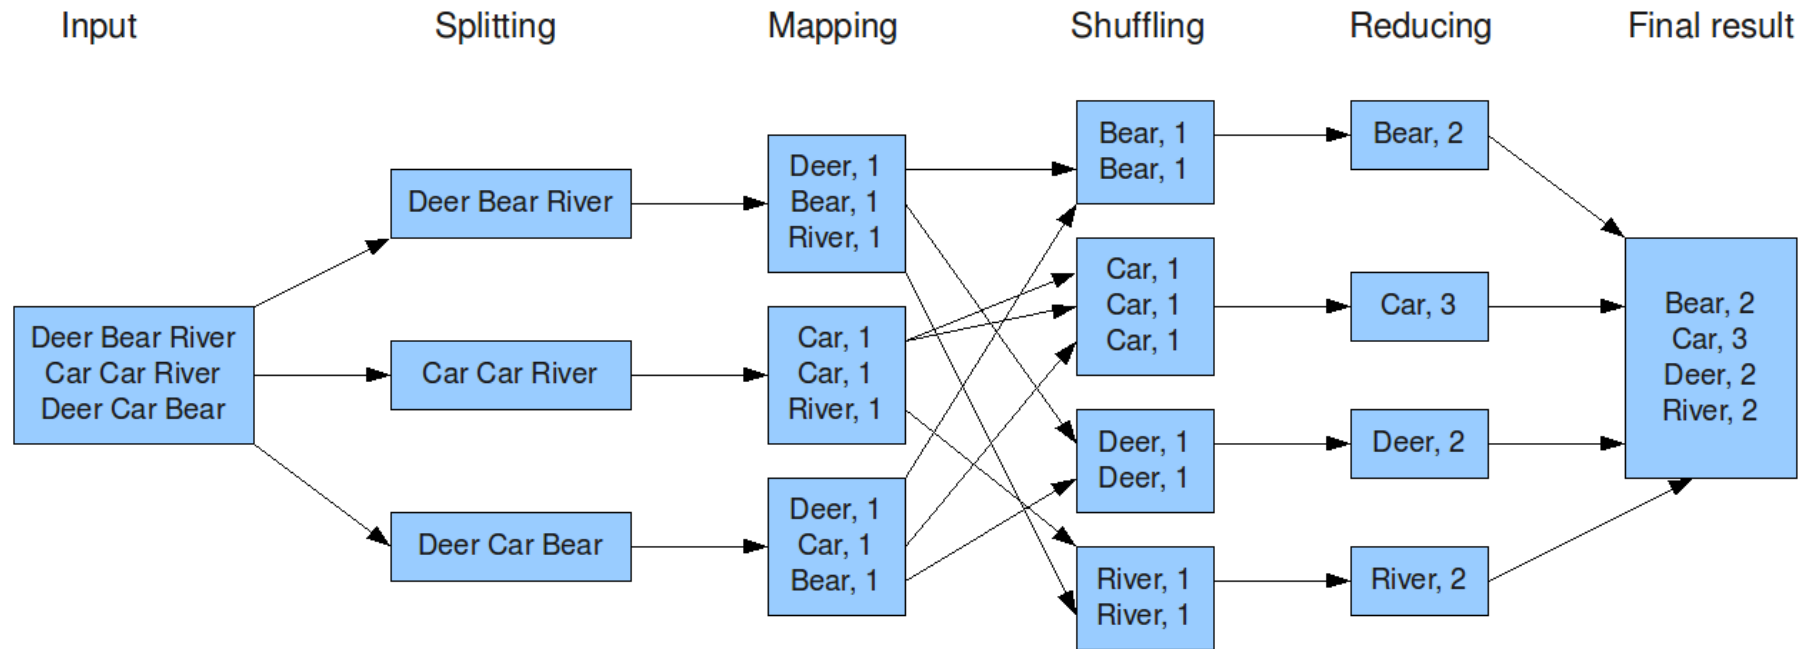 Input
Splitting
Mapping
Shuffling
Reducing
Final result
Deer Bear River
Car Car River
Deer Car Bear
Deer Bear River
Car Car River
Deer Car Bear
Deer, 1
Bear, 1
River, 1
Car, 1
Car, 1
River, 1
Deer, 1
Car, 1
Bear, 1
Bear, 1
Bear, 1
Car, 1
Car, 1
Car, 1
Deer, 1
Deer, 1
River, 1
River, 1
Bear, 2
Car, 3
Deer, 2
River, 2
Bear, 2
Car, 3
Deer, 2
River, 2